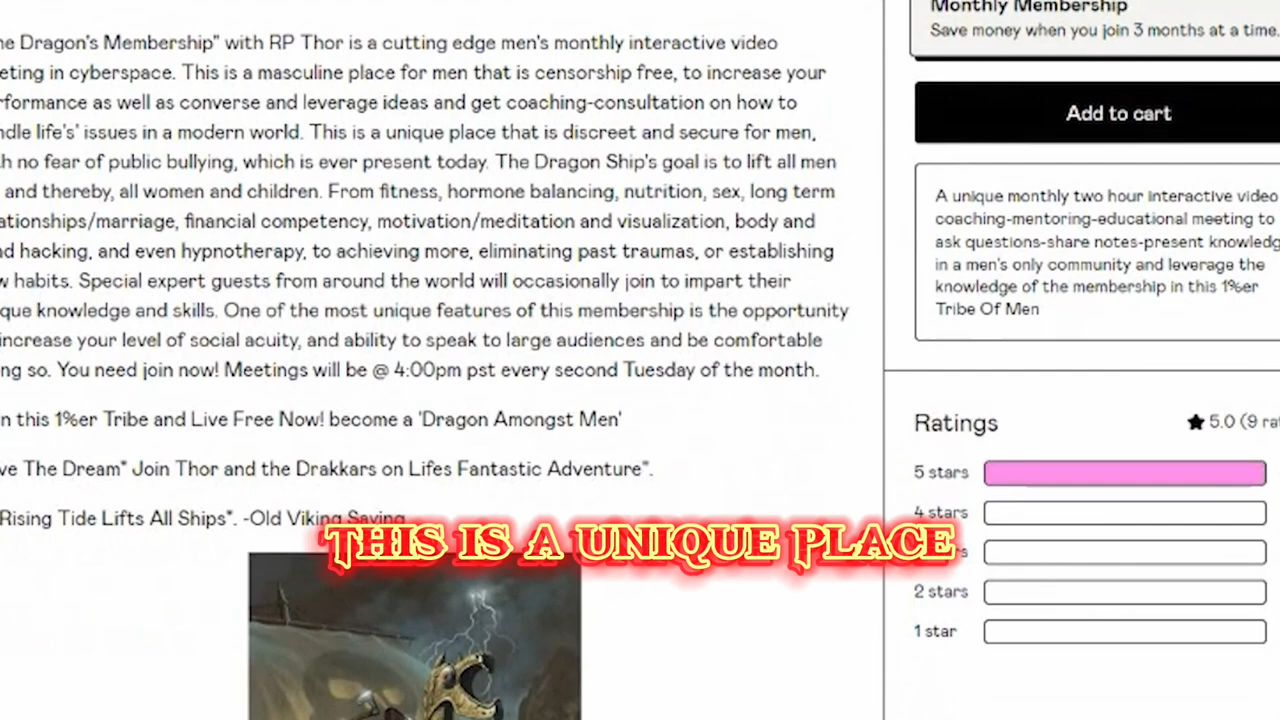 Monthly Membership
Save money when you join 3 months at a time.
Dragon's Membership" with RP Thor is a cutting edge men's monthly interactive video
in cyberspace. This is a masculine place for men that is censorship free, to increase your
as well as converse and leverage ideas and get coaching-consultation on how to
life's' issues in a modern world. This is a unique place that is discreet and secure for men,
no fear of public bullying, which is ever present today. The Dragon Ship's goal is to lift all men
and thereby, all women and children. From fitness, hormone balancing, nutrition, sex, long term
financial competency, motivation/meditation and visualization, body and
hacking, and even hypnotherapy, to achieving more, eliminating past traumas, or establishing
habits. Special expert guests from around the world will occasionally join to impart their
knowledge and skills. One of the most unique features of this membership is the opportunity
increase your level of social acuity, and ability to speak to large audiences and be comfortable
so. You need join now! Meetings will be @ 4:00pm pst every second Tuesday of the month.
this 1%er Tribe and Live Free Now! become a 'Dragon Amongst Men'
The Dream" Join Thor and the Drakkars on Lifes Fantastic Adventure".
Rising Tide Lifts All Ships". -Old Viking Saying
Add to cart
A unique monthly two hour interactive video
coaching-mentoring-educational meeting to
ask questions-share notes-present
in a men's only community and leverage the
knowledge of the membership in this 1%er
Tribe Of Men
Ratings
5.0 (9
5 stars
4 stars
2 stars
1 star
THIS IS A UNIQUE PLACE